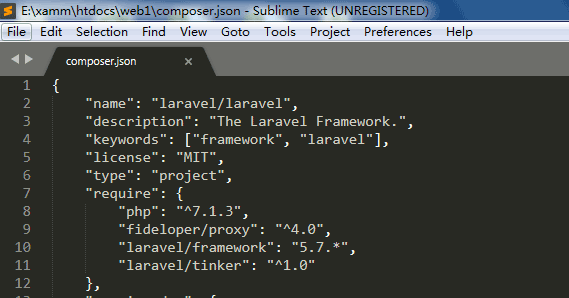 E:\xamm\htdocs\web1\composer.json - Sublime Text (UNREGISTERED)
File Edit Selection Find View Goto Tools Project Preferences Help
composer.json ×
1 {
2 "name": "laravel/laravel",
3 "description": "The Laravel Framework.",
4 "keywords": ["framework", "laravel"],
5 "license": "MIT",
6 "type": "project",
7 "require": {
8 "php": "^7.1.3",
9 "fideloper/proxy": "^4.0",
10 "laravel/framework": "5.7.*",
11 "laravel/tinker": "^1.0"
12 },